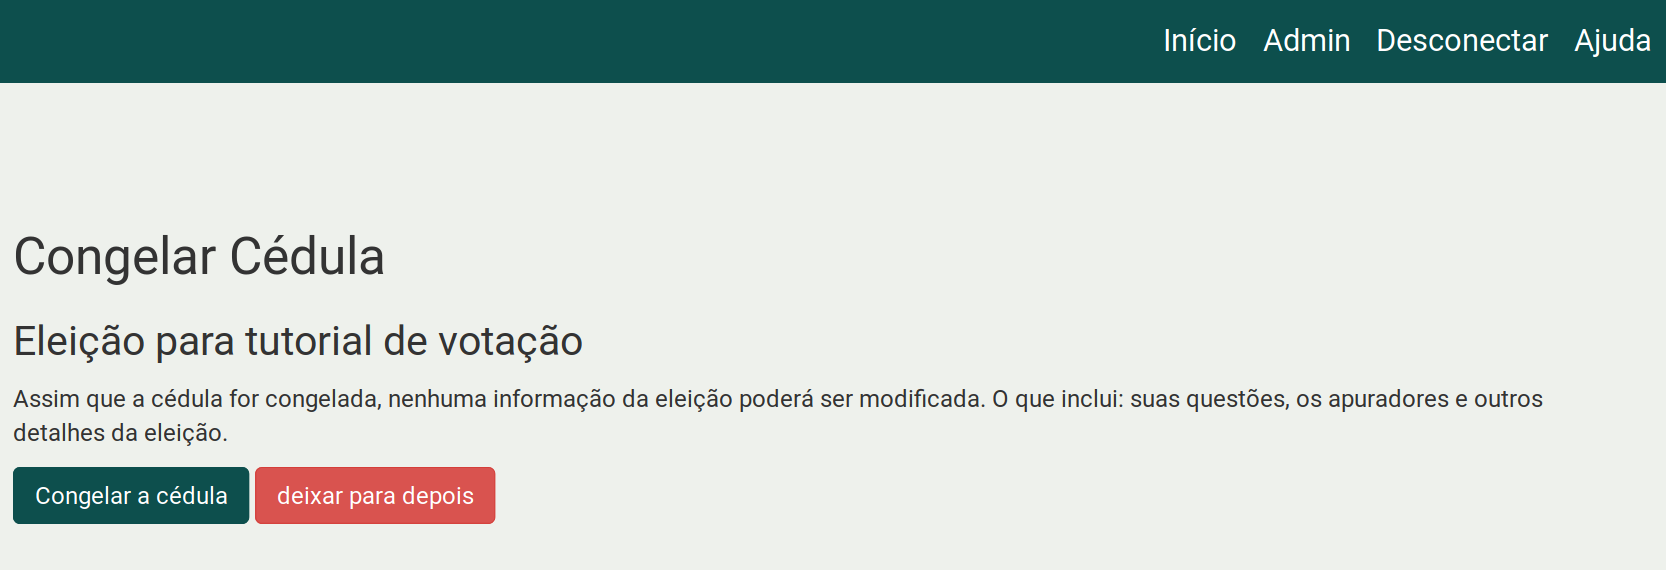 Início Admin Desconectar Ajuda
Congelar Cédula
Eleição para tutorial de votação
Assim que a cédula for congelada, nenhuma informação da eleição poderá ser modificada. O que inclui: suas questões, os apuradores e outros
detalhes da eleição.
Congelar a cédula deixar para depois